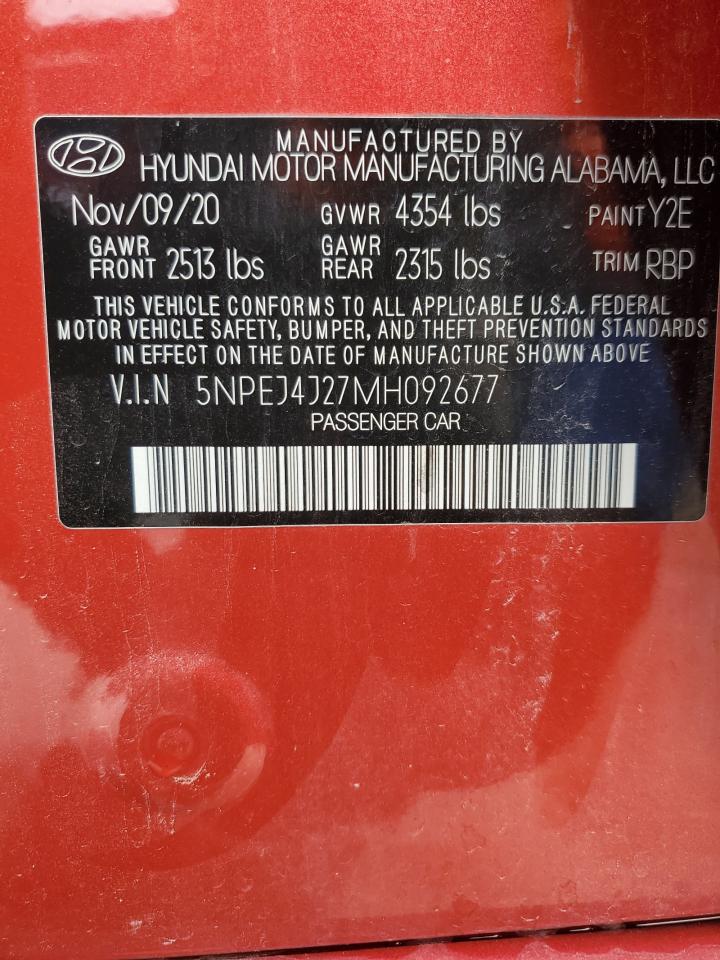 MANUFACTURED BY
HYUNDAI MOTOR MANUFACTURING ALABAMA, LLC
Nov/09/20 GVWR 4354 lbs PAINT Y2E
GAWR FRONT 2513 lbs GAWR REAR 2315 lbs TRIM RBP
THIS VEHICLE CONFORMS TO ALL APPLICABLE U.S.A. FEDERAL
MOTOR VEHICLE SAFETY, BUMPER, AND THEFT PREVENTION STANDARDS
IN EFFECT ON THE DATE OF MANUFACTURE SHOWN ABOVE
V.I.N 5NPEJ4J27MH092677
PASSENGER CAR